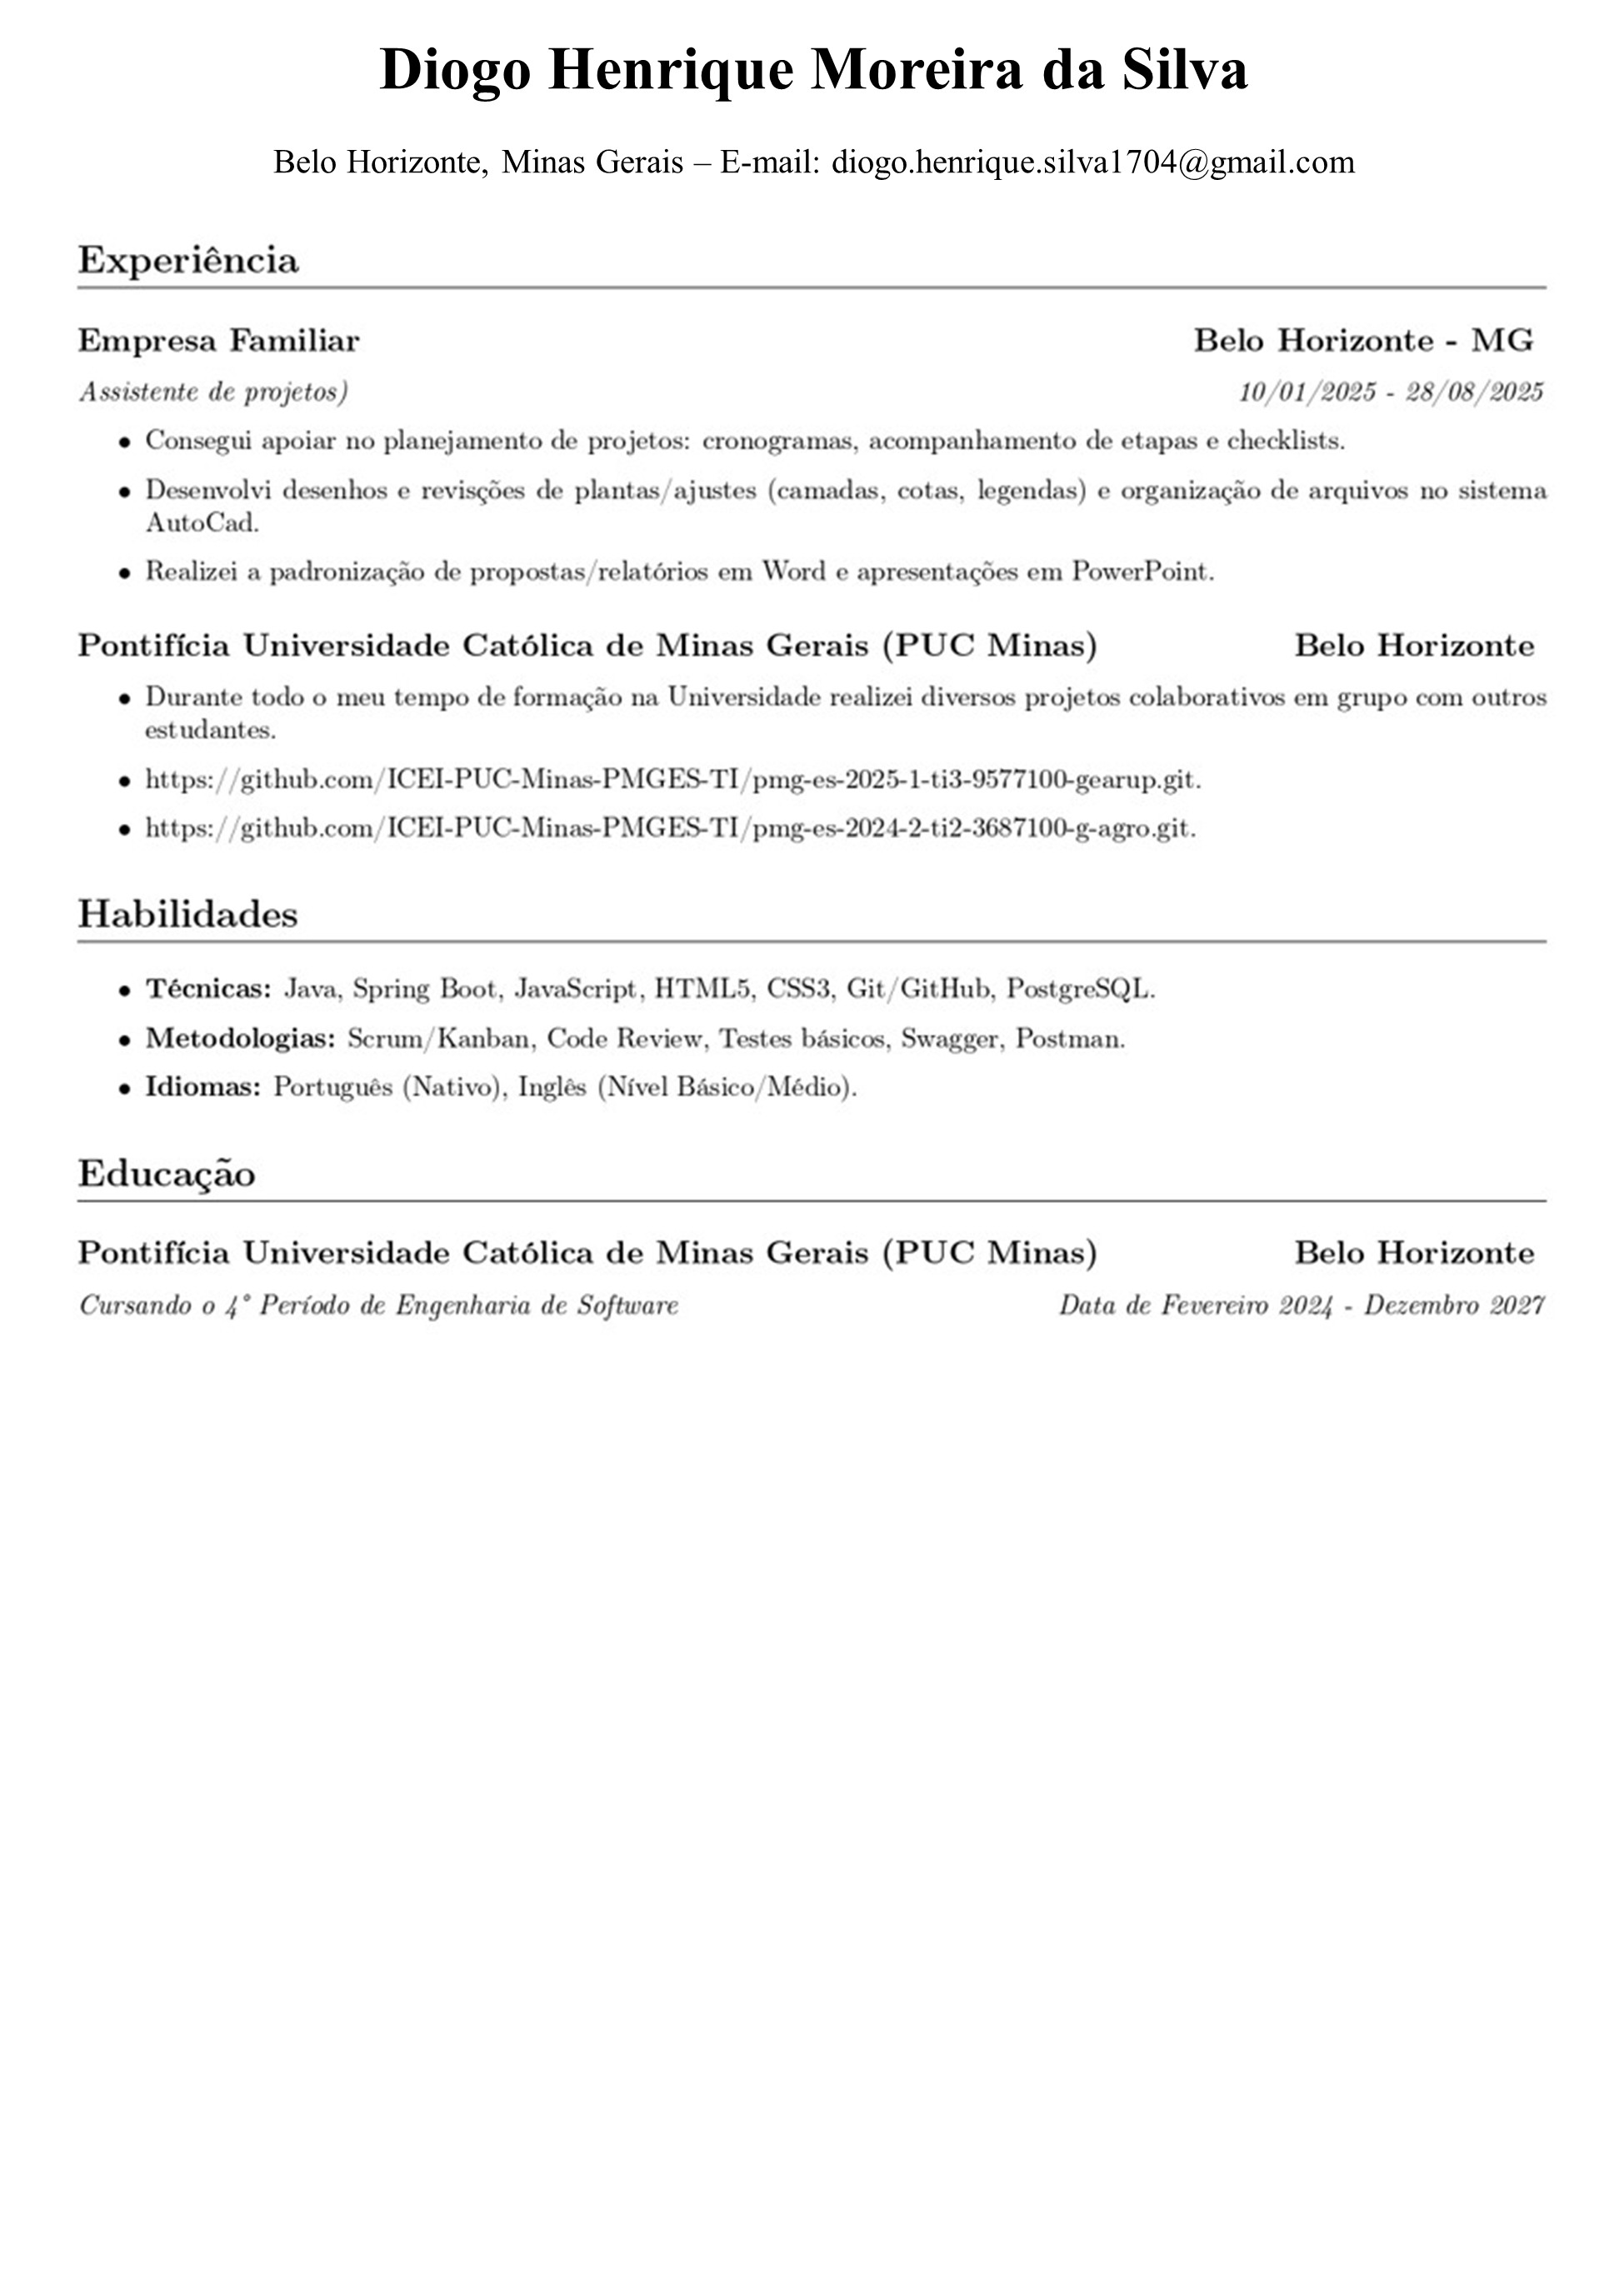 Diogo Henrique Moreira da Silva
Belo Horizonte, Minas Gerais – E-mail: diogo.henrique.silva1704@gmail.com
Experiência
Empresa Familiar Belo Horizonte - MG
Assistente de projetos) 10/01/2025 - 28/08/2025
• Consegui apoiar no planejamento de projetos: cronogramas, acompanhamento de etapas e checklists.
• Desenvolvi desenhos e revisções de plantas/ajustes (camadas, cotas, legendas) e organização de arquivos no sistema
AutoCad.
• Realizei a padronização de propostas/relatórios em Word e apresentações em PowerPoint.
Pontifícia Universidade Católica de Minas Gerais (PUC Minas) Belo Horizonte
• Durante todo o meu tempo de formação na Universidade realizei diversos projetos colaborativos em grupo com outros
estudantes.
• https://github.com/ICEI-PUC-Minas-PMGES-TI/pmg-es-2025-1-ti3-9577100-gearup.git.
• https://github.com/ICEI-PUC-Minas-PMGES-TI/pmg-es-2024-2-ti2-3687100-g-agro.git.
Habilidades
• Técnicas: Java, Spring Boot, JavaScript, HTML5, CSS3, Git/GitHub, PostgreSQL.
• Metodologias: Scrum/Kanban, Code Review, Testes básicos, Swagger, Postman.
• Idiomas: Português (Nativo), Inglês (Nível Básico/Médio).
Educação
Pontifícia Universidade Católica de Minas Gerais (PUC Minas) Belo Horizonte
Cursando o 4° Período de Engenharia de Software Data de Fevereiro 2024 - Dezembro 2027